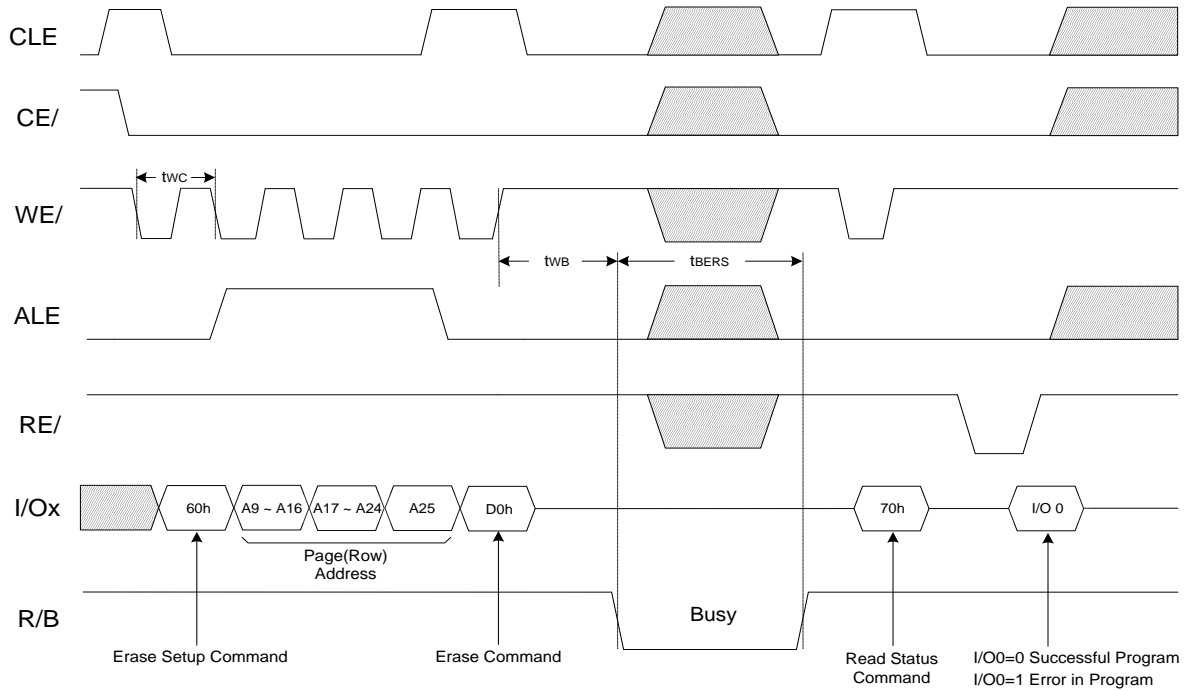 CLE
CE/
tWC
WE/
tWB
tBERS
ALE
RE/
I/Ox
60h
A9 ~ A16
A17 ~ A24
A25
D0h
70h
I/O 0
Page(Row)
Address
R/B
Busy
Erase Setup Command
Erase Command
Read Status
Command
I/O0=0 Successful Program
I/O0=1 Error in Program